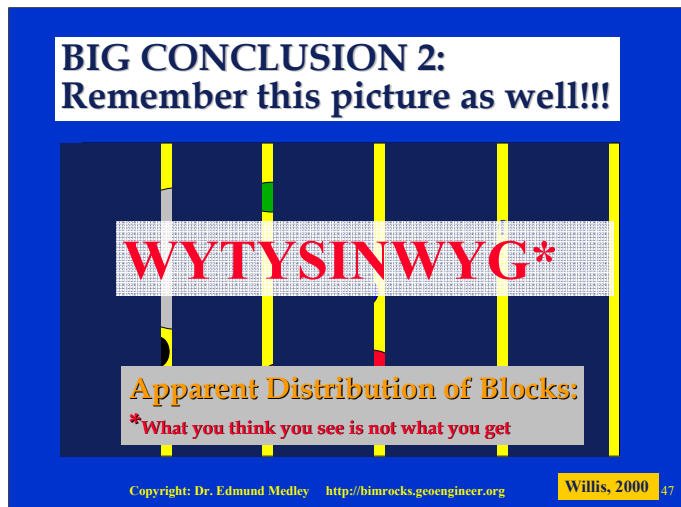 BIG CONCLUSION 2:
Remember this picture as well!!!
WYTYSINWYG*
Apparent Distribution of Blocks:
*What you think you see is not what you get
Copyright: Dr. Edmund Medley http://bimrocks.geoengineer.org
Willis, 2000
47